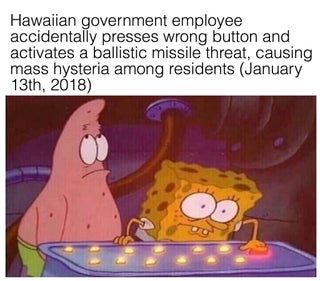 Hawaiian government employee
accidentally presses wrong button and
activates a ballistic missile threat, causing
mass hysteria among residents (January
13th, 2018)